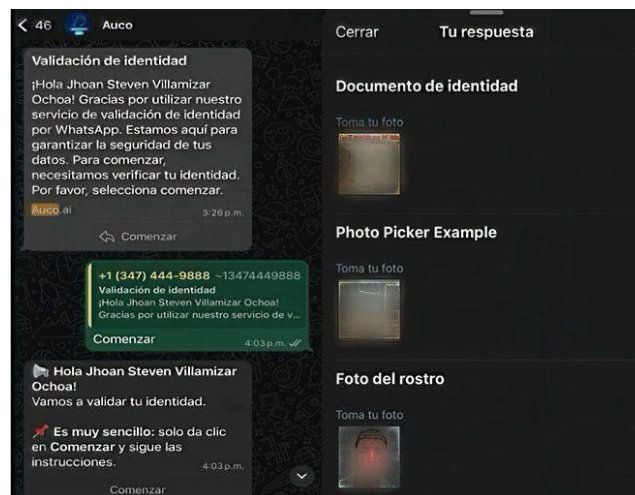 46 Auco
Validación de identidad
¡Hola Jhoan Steven Villamizar
Ochoa! Gracias por utilizar nuestro
servicio de validación de identidad
por WhatsApp. Estamos aquí para
garantizar la seguridad de tus
datos. Para comenzar,
necesitamos verificar tu identidad.
Por favor, selecciona comenzar.
Auco.ai 3:26 p.m.
Comenzar
+1 (347) 444-9888 ~13474449888
Validación de identidad
¡Hola Jhoan Steven Villamizar Ochoa!
Gracias por utilizar nuestro servicio de v...
Comenzar 4:03 p.m.
Hola Jhoan Steven Villamizar
Ochoa!
Vamos a validar tu identidad.
Es muy sencillo: solo da clic
en Comenzar y sigue las
instrucciones. 4:03 p.m.
Comenzar
Cerrar Tu respuesta
Documento de identidad
Toma tu foto
Photo Picker Example
Toma tu foto
Foto del rostro
Toma tu foto